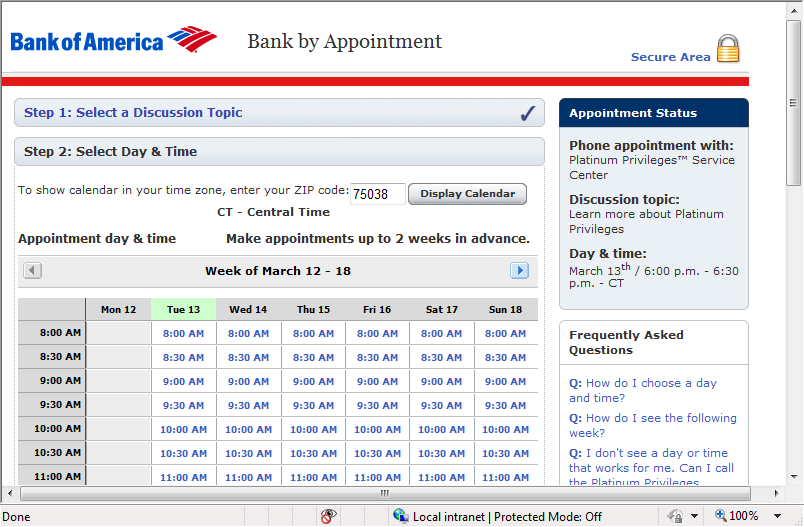 Bank of America
Bank by Appointment
Secure Area
Step 1: Select a Discussion Topic
Step 2: Select Day & Time
To show calendar in your time zone, enter your ZIP code: 75038 Display Calendar
CT - Central Time
Appointment day & time Make appointments up to 2 weeks in advance.
Week of March 12 - 18
Mon 12 Tue 13 Wed 14 Thu 15 Fri 16 Sat 17 Sun 18
8:00 AM 8:00 AM 8:00 AM 8:00 AM 8:00 AM 8:00 AM 8:00 AM
8:30 AM 8:30 AM 8:30 AM 8:30 AM 8:30 AM 8:30 AM 8:30 AM
9:00 AM 9:00 AM 9:00 AM 9:00 AM 9:00 AM 9:00 AM 9:00 AM
9:30 AM 9:30 AM 9:30 AM 9:30 AM 9:30 AM 9:30 AM 9:30 AM
10:00 AM 10:00 AM 10:00 AM 10:00 AM 10:00 AM 10:00 AM 10:00 AM
10:30 AM 10:30 AM 10:30 AM 10:30 AM 10:30 AM 10:30 AM 10:30 AM
11:00 AM 11:00 AM 11:00 AM 11:00 AM 11:00 AM 11:00 AM 11:00 AM
Appointment Status
Phone appointment with:
Platinum Privileges™ Service
Center
Discussion topic:
Learn more about Platinum
Privileges
Day & time:
March 13th / 6:00 p.m. - 6:30
p.m. - CT
Frequently Asked
Questions
Q: How do I choose a day
and time?
Q: How do I see the following
week?
Q: I don't see a day or time
that works for me. Can I call
the Platinum Privileges
Done
Local intranet | Protected Mode: Off
100%